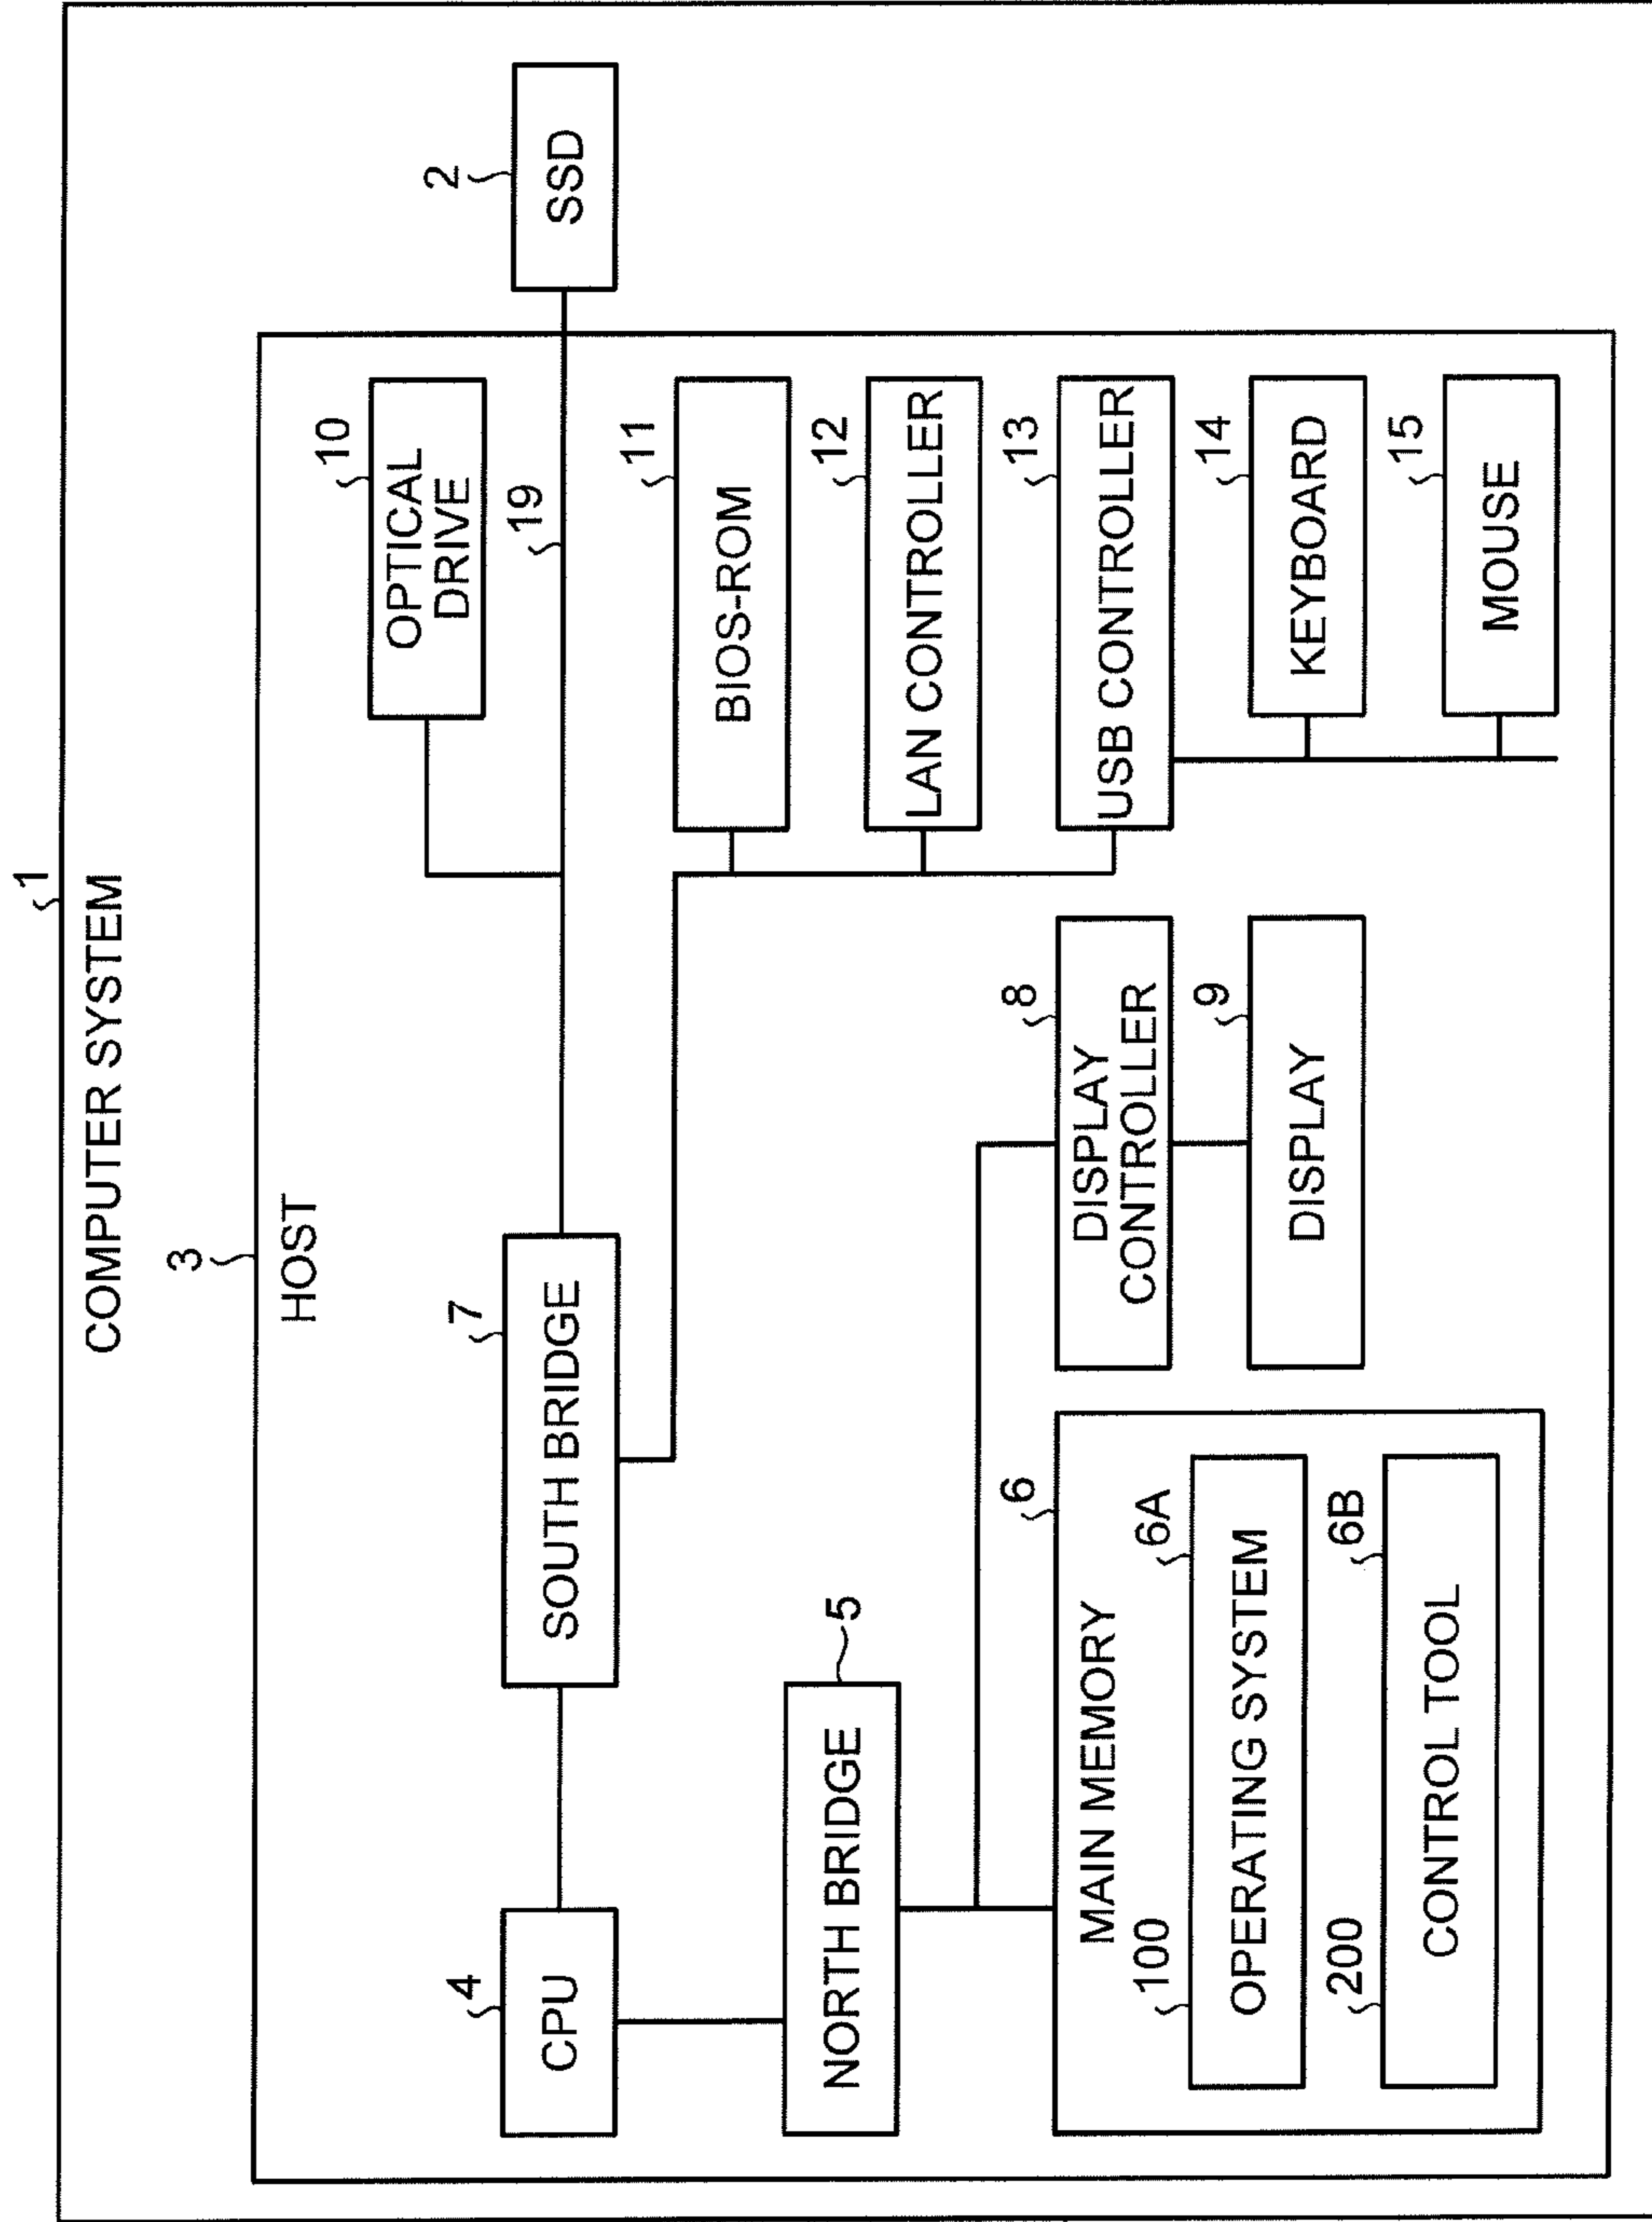 1
COMPUTER SYSTEM
3
HOST
4
CPU
7
SOUTH BRIDGE
10
OPTICAL
DRIVE
19
2
SSD
5
NORTH BRIDGE
11
BIOS-ROM
12
LAN CONTROLLER
13
USB CONTROLLER
14
KEYBOARD
15
MOUSE
8
DISPLAY
CONTROLLER
9
DISPLAY
6
MAIN MEMORY
100
6A
OPERATING SYSTEM
200
6B
CONTROL TOOL